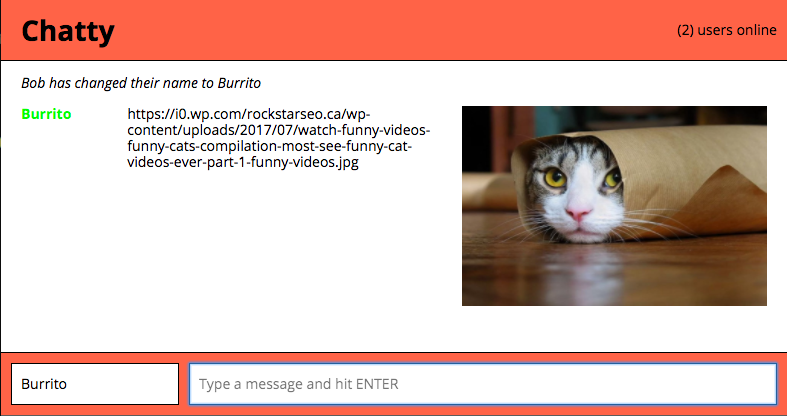 Chatty
(2) users online
Bob has changed their name to Burrito
Burrito
https://i0.wp.com/rockstarseo.ca/wp-
content/uploads/2017/07/watch-funny-videos-
funny-cats-compilation-most-see-funny-cat-
videos-ever-part-1-funny-videos.jpg
Burrito
Type a message and hit ENTER